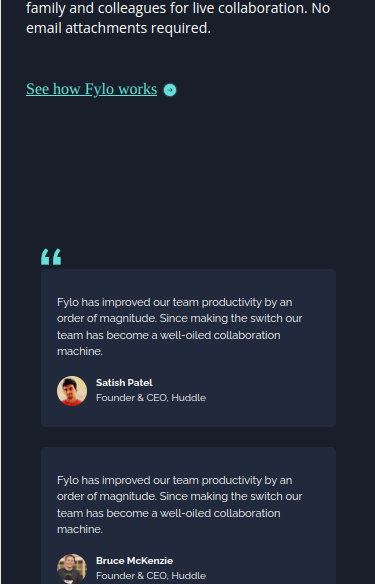 family and colleagues for live collaboration. No
email attachments required.
See how Fylo works
Fylo has improved our team productivity by an
order of magnitude. Since making the switch our
team has become a well-oiled collaboration
machine.
Satish Patel
Founder & CEO, Huddle
Fylo has improved our team productivity by an
order of magnitude. Since making the switch our
team has become a well-oiled collaboration
machine.
Bruce McKenzie
Founder & CEO, Huddle